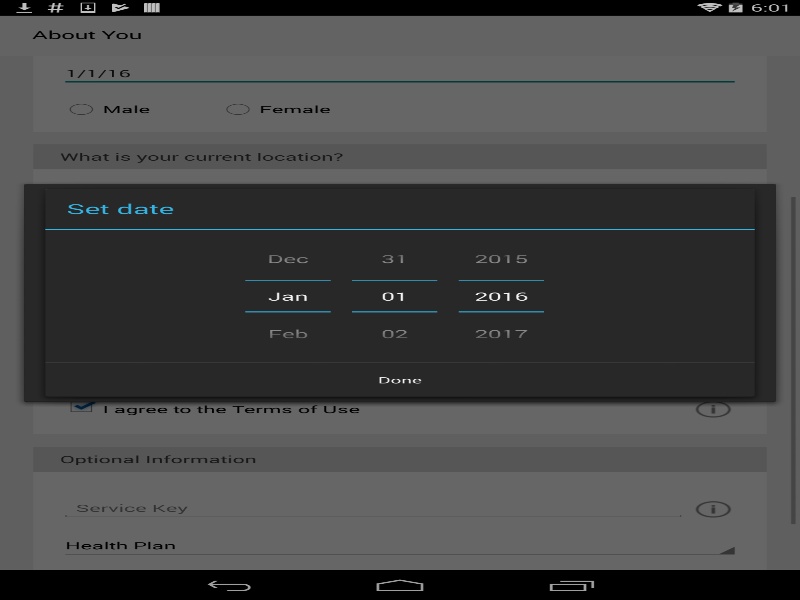 6:01
About You
1/1/16
Male Female
What is your current location?
Set date
Dec 31 2015
Jan 01 2016
Feb 02 2017
Done
I agree to the Terms of Use
Optional Information
Service Key
Health Plan